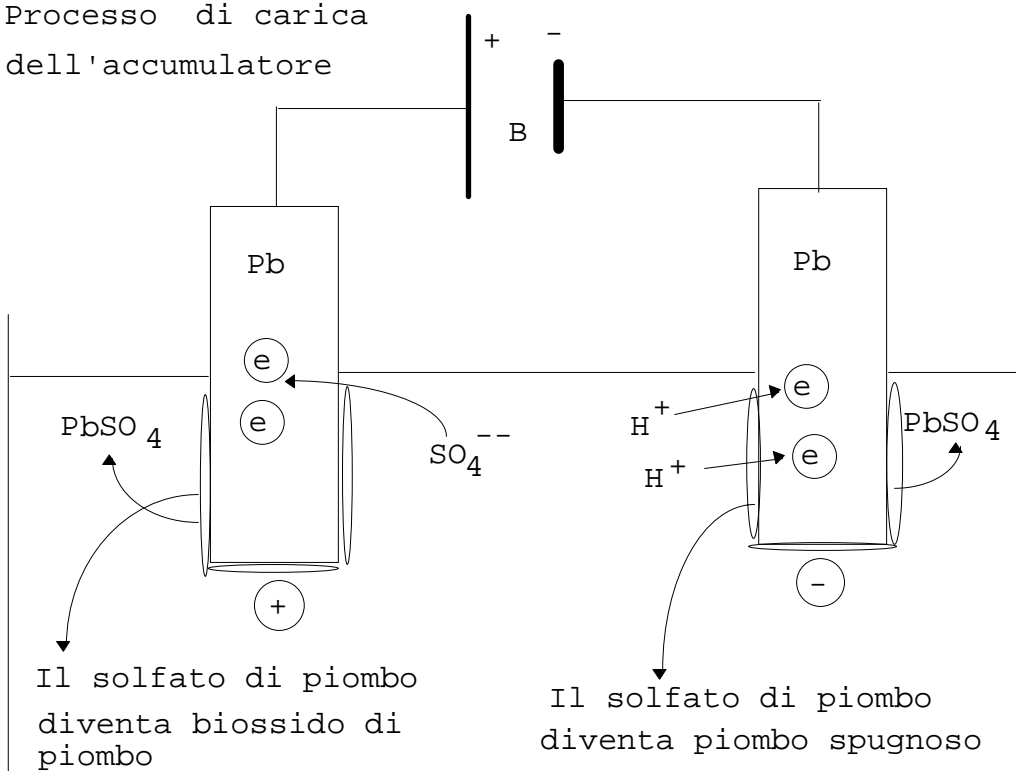 Processo di carica
dell'accumulatore
+ -
B
Pb Pb
e e
e e
PbSO4 SO4-- H+ PbSO4
H+
+ -
Il solfato di piombo
diventa biossido di
piombo
Il solfato di piombo
diventa piombo spugnoso